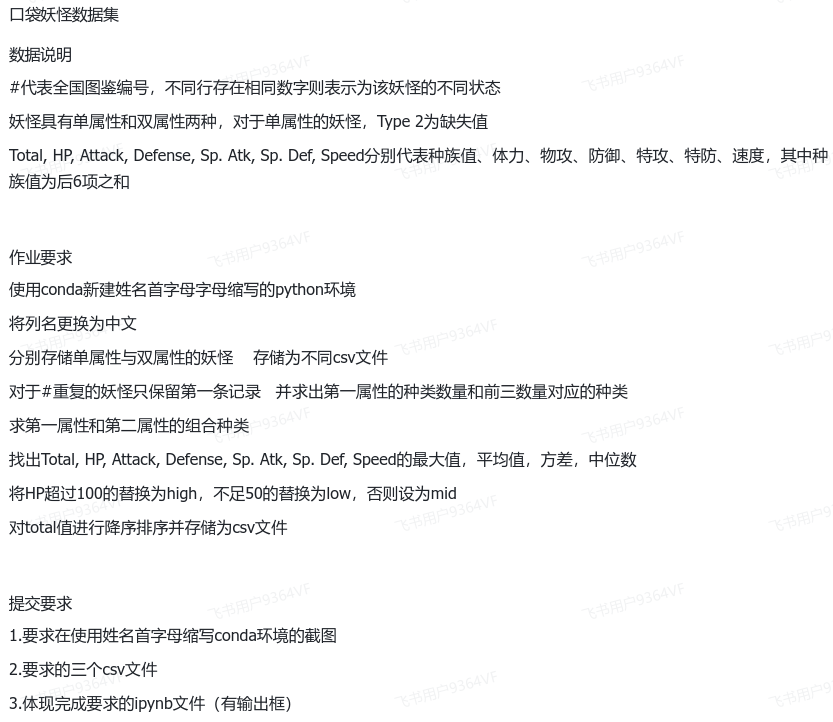 口袋妖怪数据集
数据说明
#代表全国图鉴编号，不同行存在相同数字则表示为该妖怪的不同状态
妖怪具有单属性和双属性两种，对于单属性的妖怪，Type 2为缺失值
Total, HP, Attack, Defense, Sp. Atk, Sp. Def, Speed分别代表种族值、体力、物攻、防御、特攻、特防、速度，其中种
族值为后6项之和
作业要求
使用conda新建姓名首字母字母缩写的python环境
将列名更换为中文
分别存储单属性与双属性的妖怪 存储为不同csv文件
对于#重复的妖怪只保留第一条记录 并求出第一属性的种类数量和前三数量对应的种类
求第一属性和第二属性的组合种类
找出Total, HP, Attack, Defense, Sp. Atk, Sp. Def, Speed的最大值，平均值，方差，中位数
将HP超过100的替换为high，不足50的替换为low，否则设为mid
对total值进行降序排序并存储为csv文件
提交要求
1.要求在使用姓名首字母缩写conda环境的截图
2.要求的三个csv文件
3.体现完成要求的ipynb文件（有输出框）
飞书用户9364VF